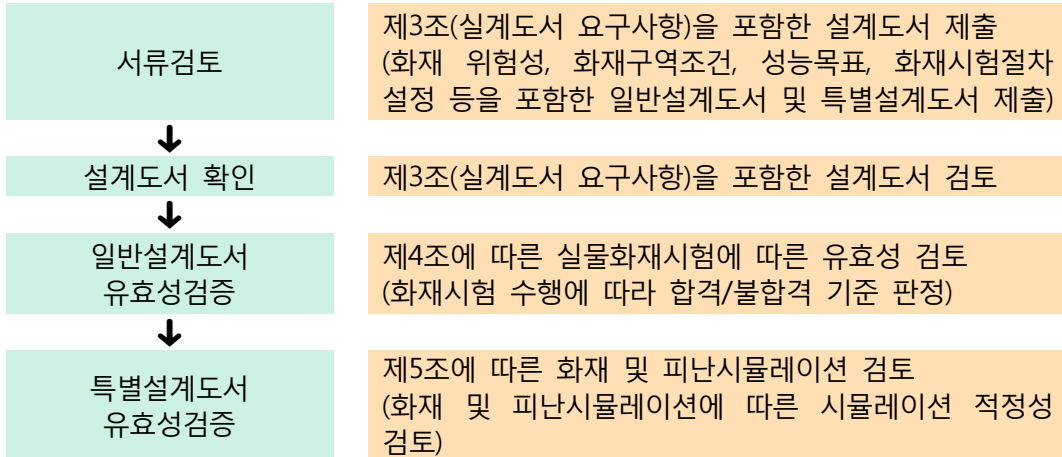 서류검토
제3조(실계도서 요구사항)을 포함한 설계도서 제출
(화재 위험성, 화재구역조건, 성능목표, 화재시험절차
설정 등을 포함한 일반설계도서 및 특별설계도서 제출)
설계도서 확인
제3조(실계도서 요구사항)을 포함한 설계도서 검토
일반설계도서
유효성검증
제4조에 따른 실물화재시험에 따른 유효성 검토
(화재시험 수행에 따라 합격/불합격 기준 판정)
특별설계도서
유효성검증
제5조에 따른 화재 및 피난시뮬레이션 검토
(화재 및 피난시뮬레이션에 따른 시뮬레이션 적정성
검토)